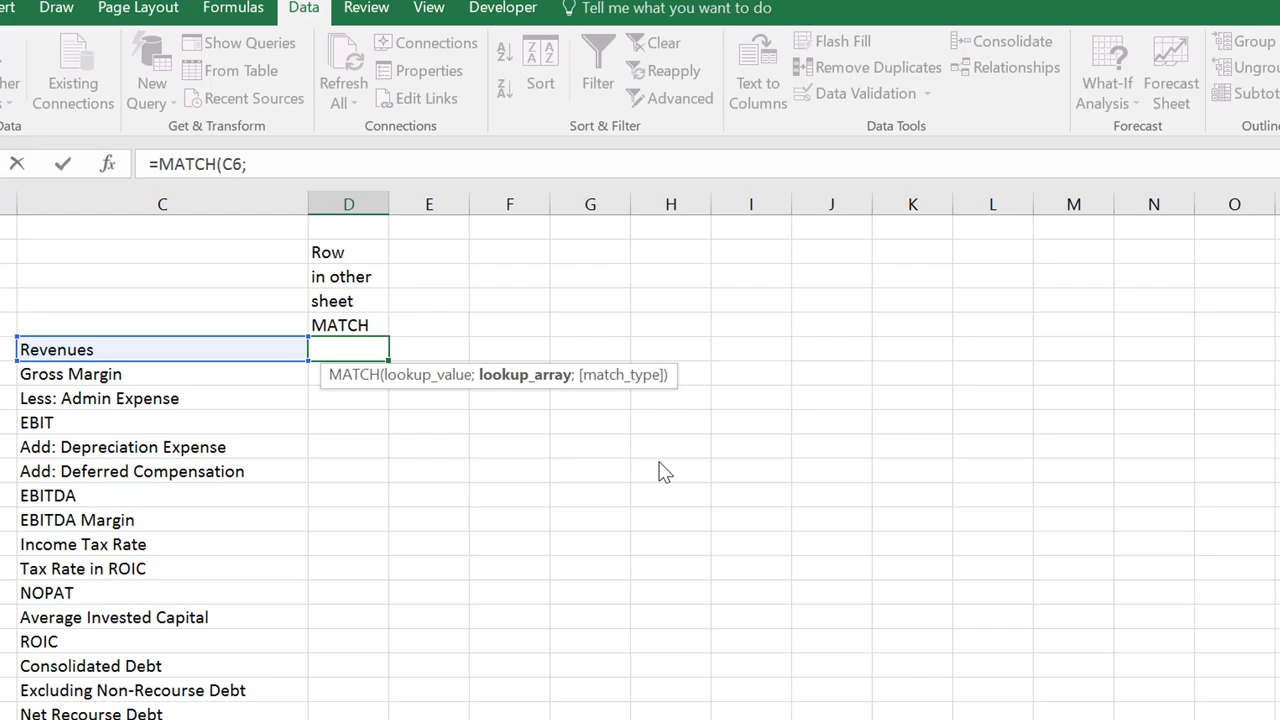 ert Draw Page Layout Formulas Data Review View Developer Tell me what you want to do
Show Queries
From Table
Recent Sources
Existing
Connections
New
Query
Get & Transform
Refresh
All
Connections
Properties
Edit Links
Connections
Sort
Filter
Clear
Reapply
Advanced
Sort & Filter
Text to
Columns
Flash Fill
Remove Duplicates
Data Validation
Consolidate
Relationships
Data Tools
What-If
Analysis
Forecast
Sheet
Forecast
Group
Ungrou
Subtot
Outline
her
Data
fx =MATCH(C6;
C D E F G H I J K L M N O
Row
in other
sheet
MATCH
Revenues
MATCH(lookup_value; lookup_array; [match_type])
Gross Margin
Less: Admin Expense
EBIT
Add: Depreciation Expense
Add: Deferred Compensation
EBITDA
EBITDA Margin
Income Tax Rate
Tax Rate in ROIC
NOPAT
Average Invested Capital
ROIC
Consolidated Debt
Excluding Non-Recourse Debt
Net Recourse Debt